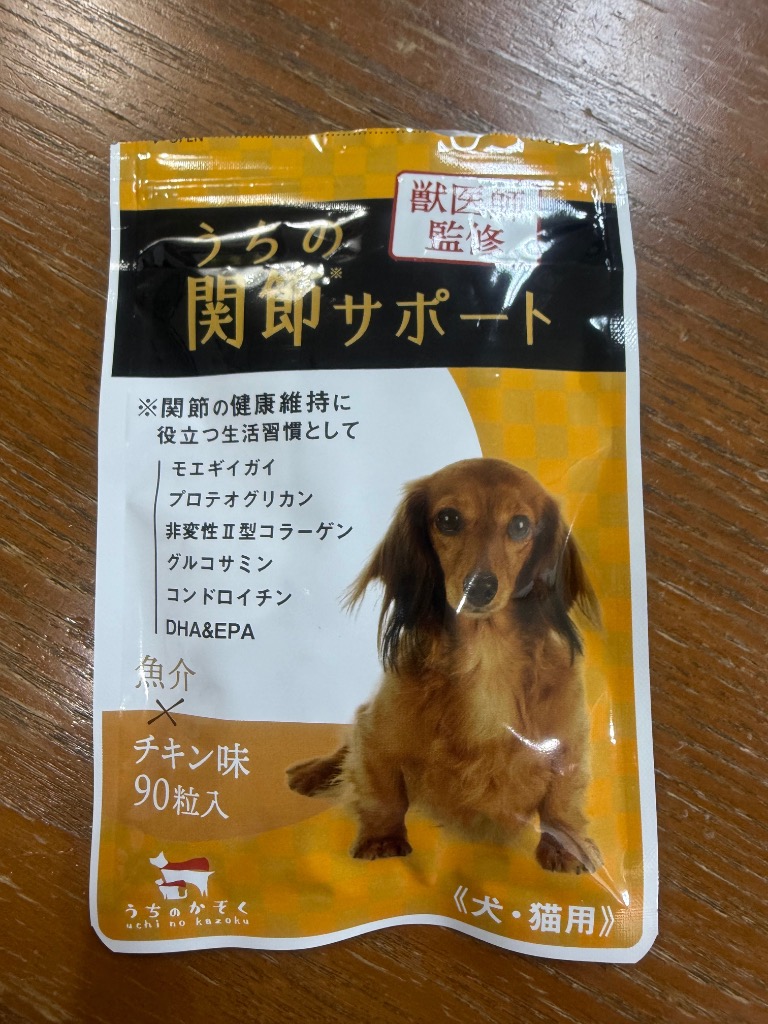 OPEN
獣医師
監修
うちの
関節※サポート
※関節の健康維持に
役立つ生活習慣として
モエギイガイ
プロテオグリカン
非変性Ⅱ型コラーゲン
グルコサミン
コンドロイチン
DHA&EPA
魚介
×
チキン味
90粒入
うちのかぞく
uchi no kazoku
《犬・猫用》